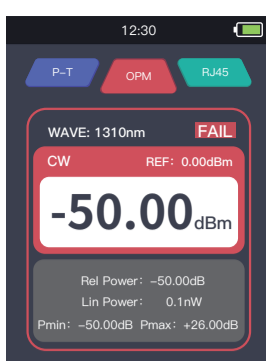 12:30
P-T OPM RJ45
WAVE: 1310nm FAIL
CW REF: 0.00dBm
-50.00dBm
Rel Power: -50.00dB
Lin Power: 0.1nW
Pmin: -50.00dB Pmax: +26.00dB